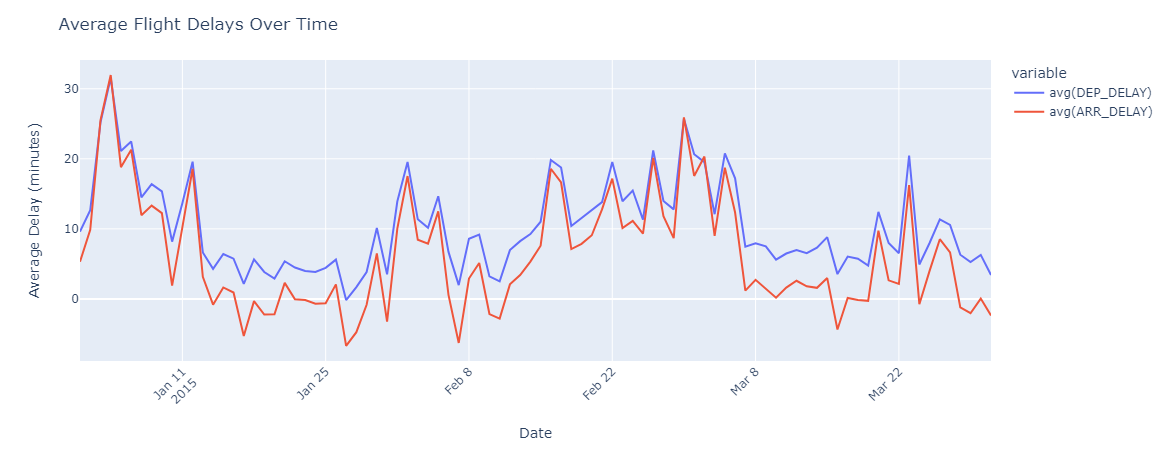 Average Flight Delays Over Time
variable
avg(DEP_DELAY)
avg(ARR_DELAY)
Average Delay (minutes)
30
20
10
0
Jan 11
2015
Jan 25
Feb 8
Feb 22
Mar 8
Mar 22
Date